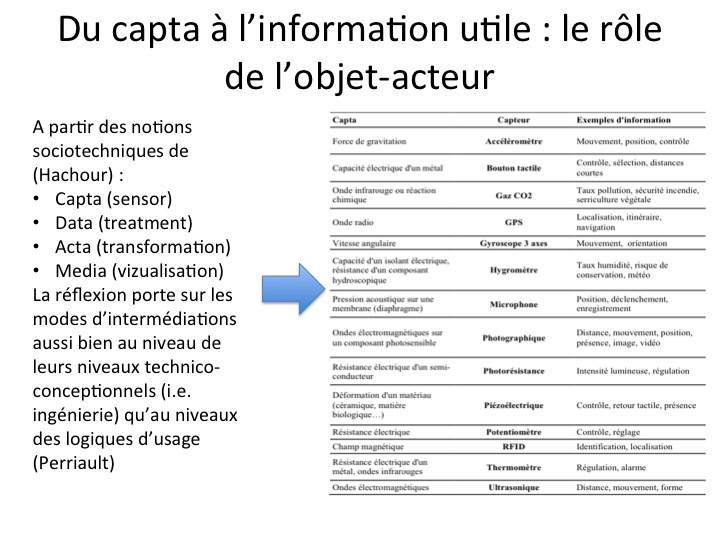 Du capta à l’information utile : le rôle
de l’objet-acteur
A partir des notions
sociotechniques de
(Hachour) :
• Capta (sensor)
• Data (treatment)
• Acta (transformation)
• Media (vizualisation)
La réflexion porte sur les
modes d’intermédiations
aussi bien au niveau de
leurs niveaux technico-
conceptionnels (i.e.
ingénierie) qu’au niveaux
des logiques d’usage
(Perriault)
Capta Capteur Exemples d'information
Force de gravitation Accéléromètre Mouvement, position, contrôle
Capacité électrique d'un métal Bouton tactile Contrôle, sélection, distances
courtes
Onde infrarouge ou réaction
chimique Gaz CO2 Taux pollution, sécurité incendie,
serriculture végétale
Onde radio GPS Localisation, itinéraire,
navigation
Vitesse angulaire Gyroscope 3 axes Mouvement, orientation
Capacité d'un isolant électrique,
résistance d'un composant
hydroscopique Hygromètre Taux humidité, risque de
conservation, météo
Pression acoustique sur une
membrane (diaphragme) Microphone Position, déclenchement,
enregistrement
Ondes électromagnétiques sur
un composant photosensible Photographique Distance, mouvement, position,
présence, image, vidéo
Résistance électrique d'un semi-
conducteur Photorésistance Intensité lumineuse, régulation
Déformation d'un matériau
(céramique, matière
biologique…) Piézoélectrique Contrôle, retour tactile, présence
Résistance électrique Potentiomètre Contrôle, réglage
Champ magnétique RFID Identification, localisation
Résistance électrique d'un
métal, ondes infrarouges Thermomètre Régulation, alarme
Ondes électromagnétiques Ultrasonique Distance, mouvement, forme